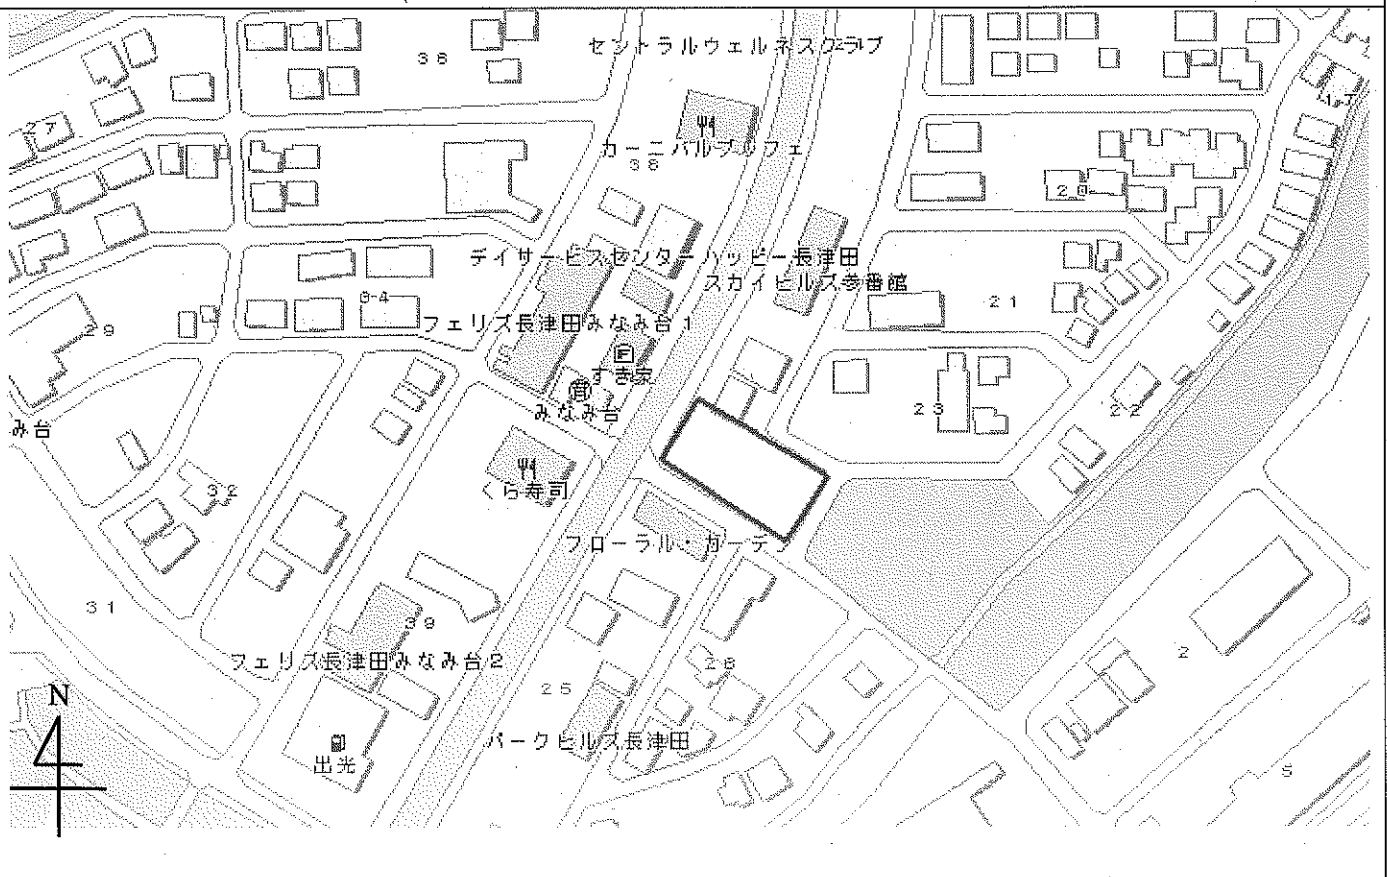 セントラルウェルネスクラブ
38
カーニバルブッフェ
38
27
20
デイサービスセンターハッピー長津田
スカイヒルズ参番館
21
29
フェリズ長津田みなみ台1
すき家
みなみ台
23
22
み台
くら寿司
32
フローラル・ガーデン
31
39
フェリズ長津田みなみ台2
2
25
28
N
パークヒルズ長津田
出光